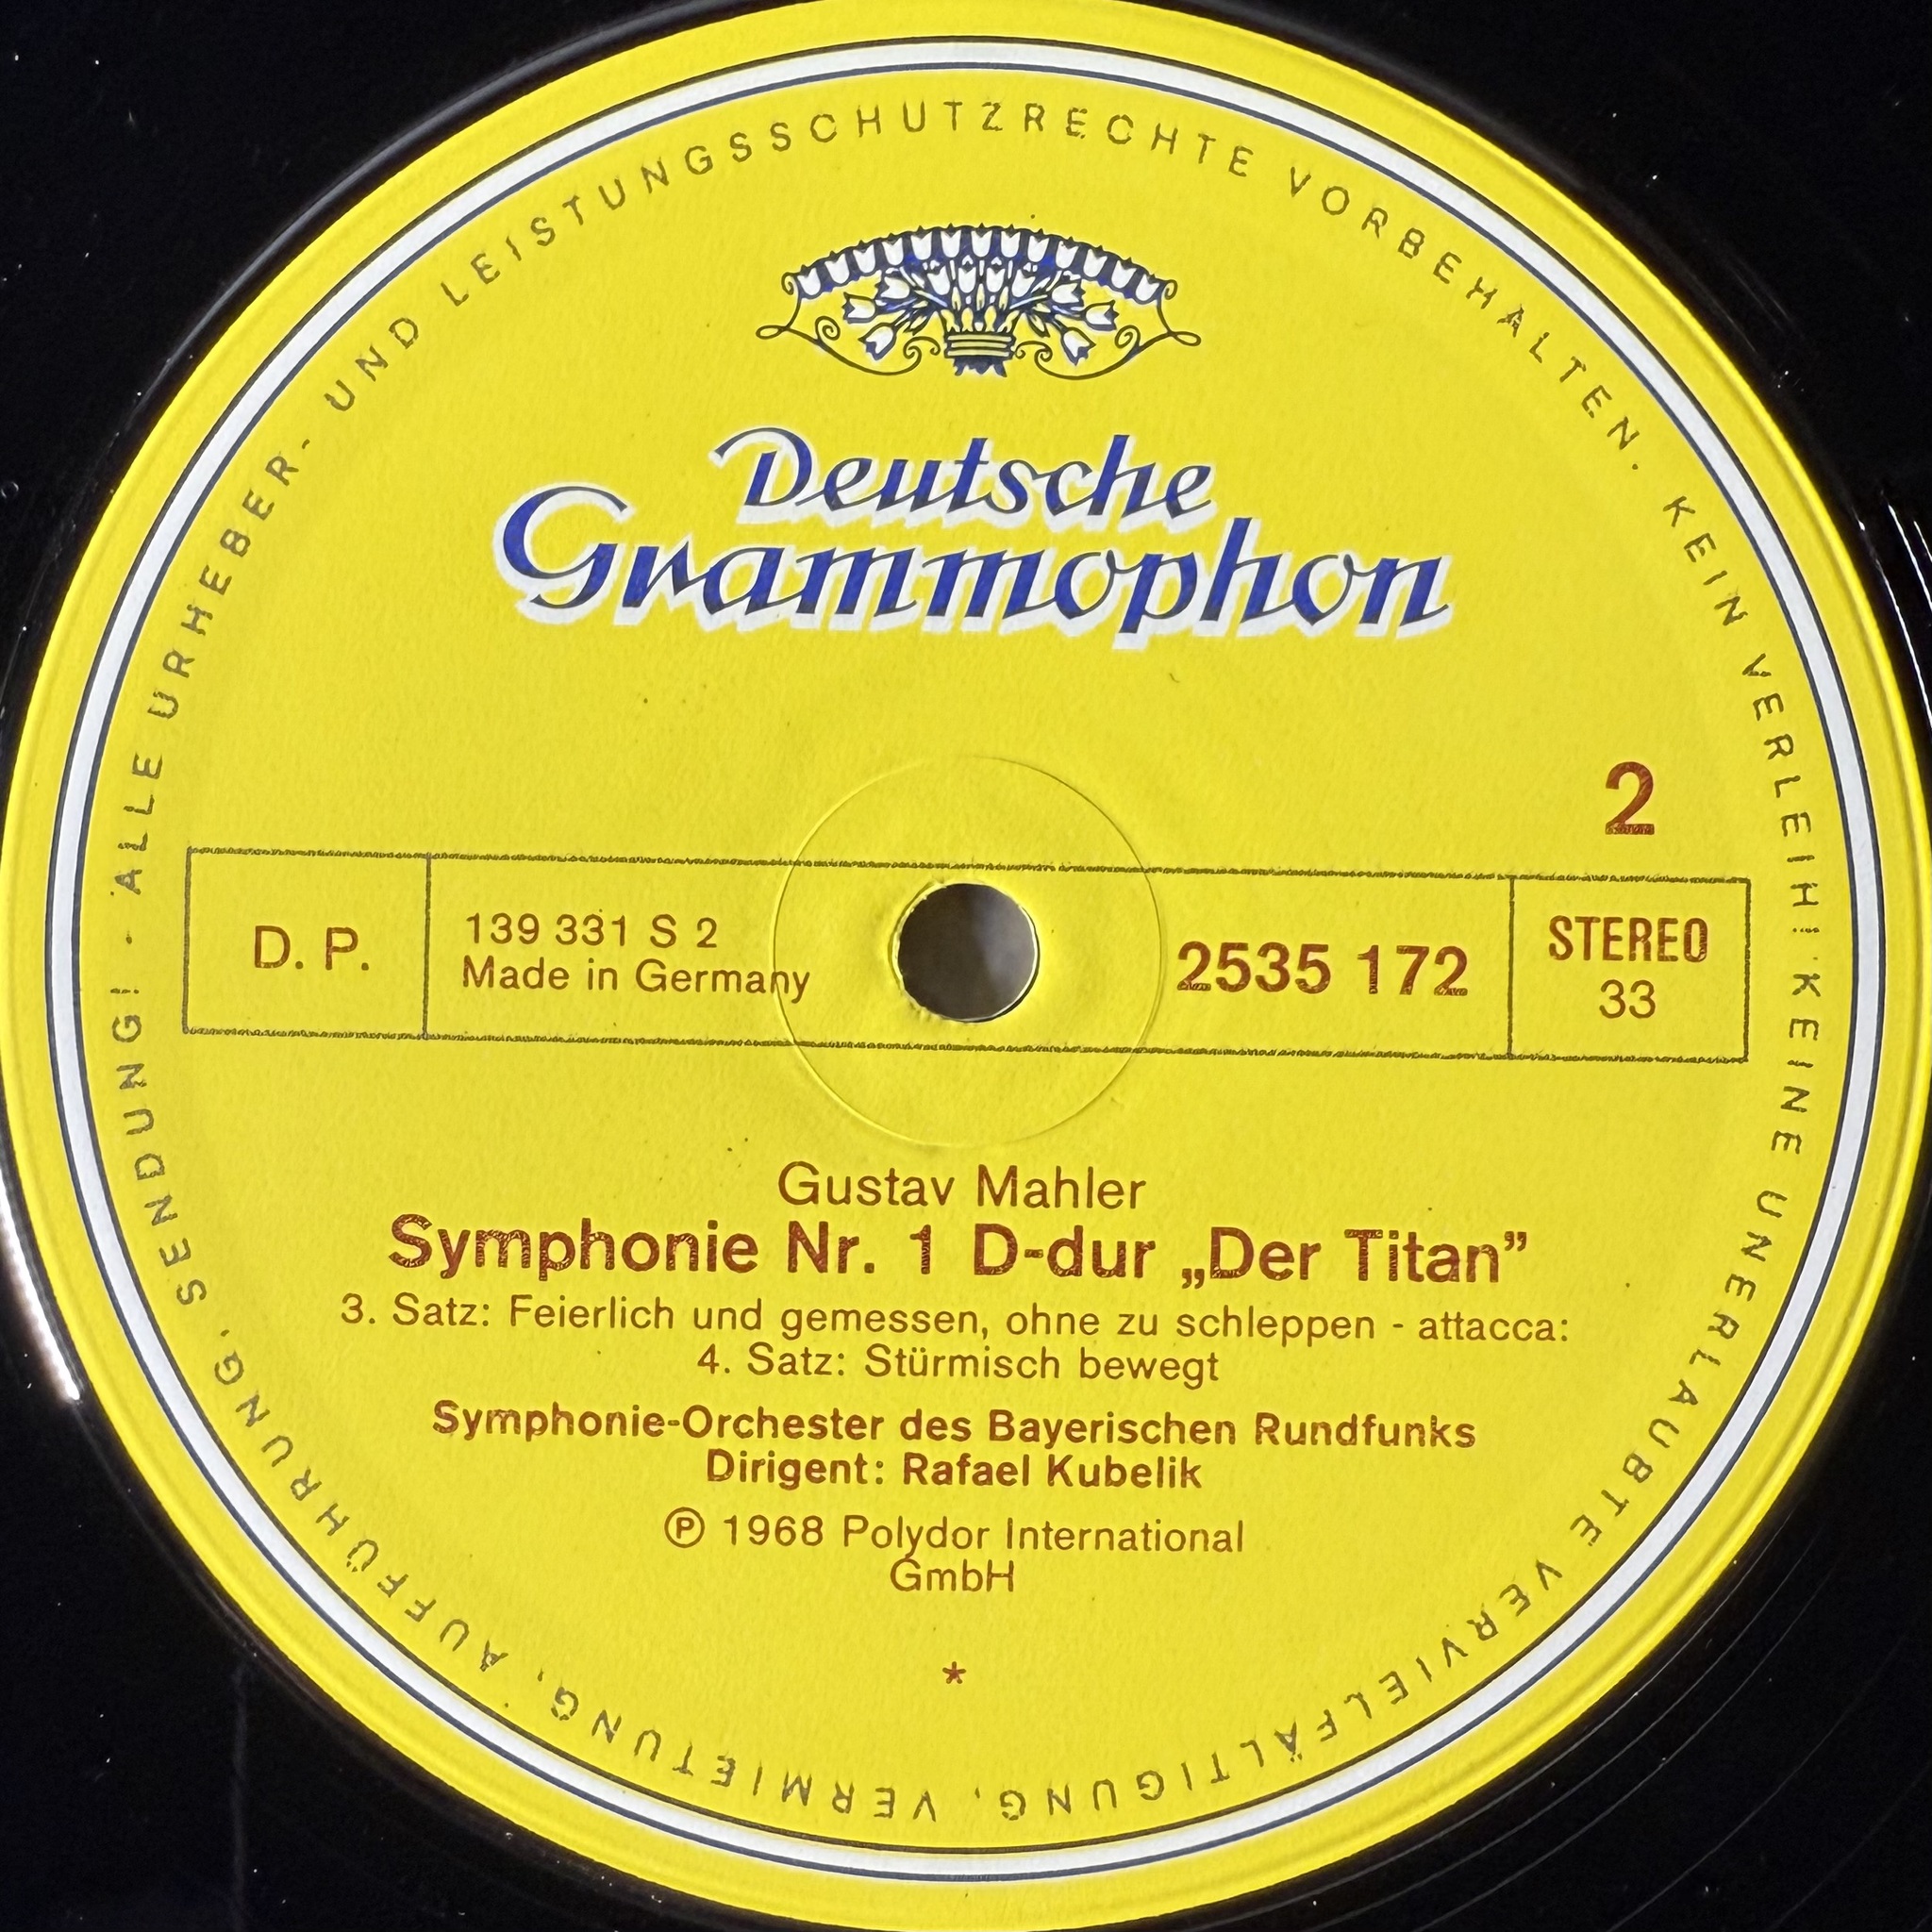 ALLE URHEBER- UND LEISTUNGSSCHUTZRECHTE VORBEHALTEN. KEIN VERLEIH! KEINE UNERLAUBTE VERVIELFÄLTIGUNG, VERMIETUNG, AUFFÜHRUNG, SENDUNG! ·
Deutsche
Grammophon
2
D. P.
139 331 S 2
Made in Germany
2535 172
STEREO
33
Gustav Mahler
Symphonie Nr. 1 D-dur „Der Titan”
3. Satz: Feierlich und gemessen, ohne zu schleppen - attacca:
4. Satz: Stürmisch bewegt
Symphonie-Orchester des Bayerischen Rundfunks
Dirigent: Rafael Kubelik
Ⓟ 1968 Polydor International
GmbH
*